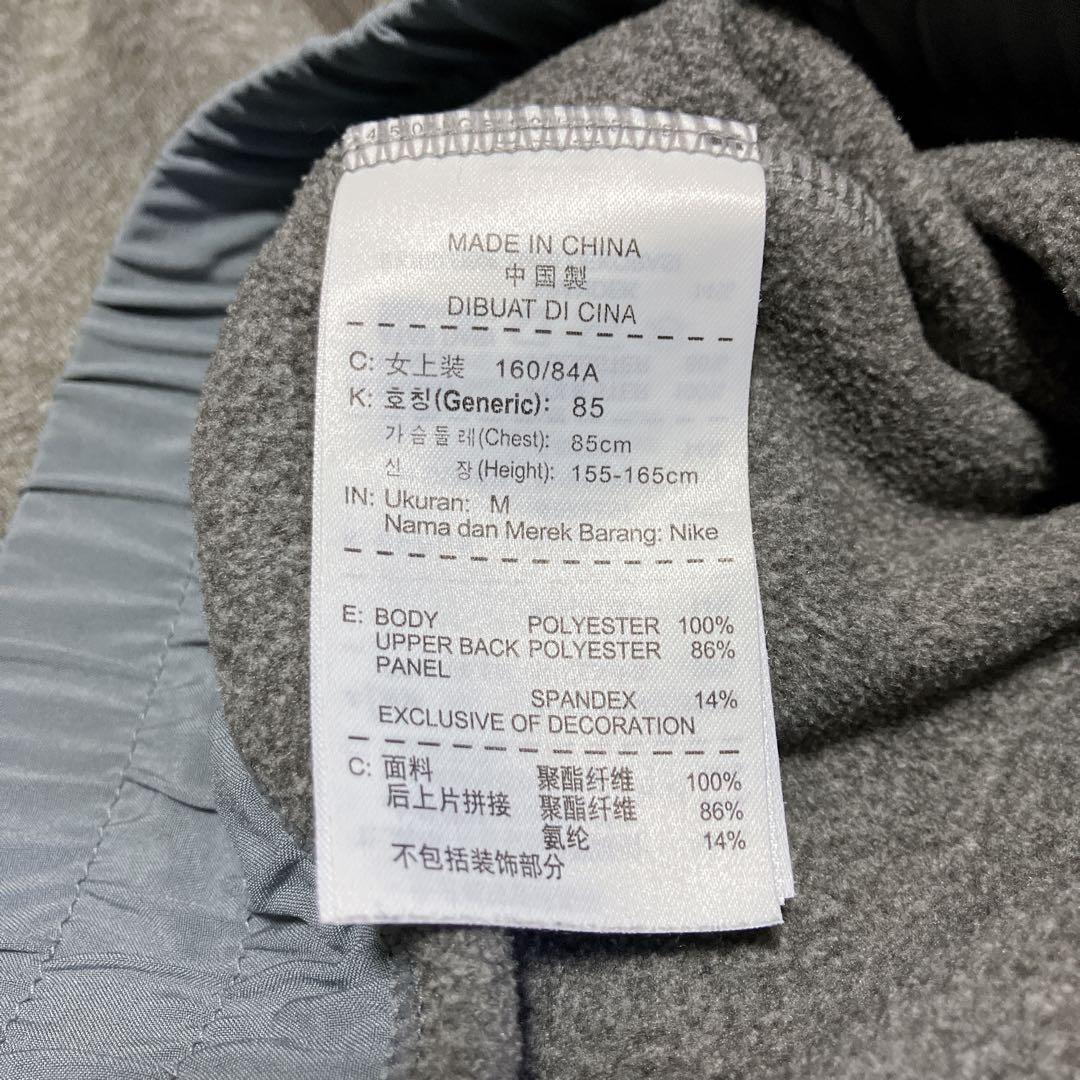 MADE IN CHINA
中国製
DIBUAT DI CINA
C: 女上装 160/84A
K: 호칭(Generic): 85
가슴둘레(Chest): 85cm
신 장(Height): 155-165cm
IN: Ukuran: M
Nama dan Merek Barang: Nike
E: BODY POLYESTER 100%
UPPER BACK POLYESTER 86%
PANEL
SPANDEX 14%
EXCLUSIVE OF DECORATION
C: 面料 聚酯纤维 100%
后上片拼接 聚酯纤维 86%
氨纶 14%
不包括装饰部分